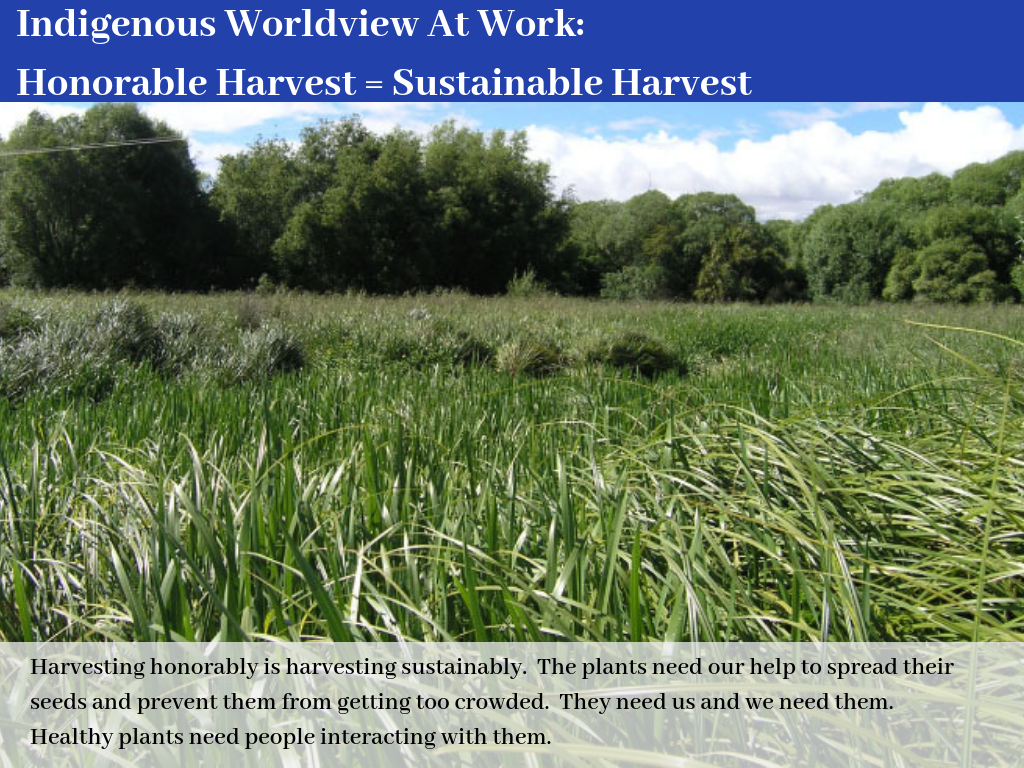 Indigenous Worldview At Work:
Honorable Harvest = Sustainable Harvest
Harvesting honorably is harvesting sustainably.  The plants need our help to spread their
seeds and prevent them from getting too crowded.  They need us and we need them.
Healthy plants need people interacting with them.